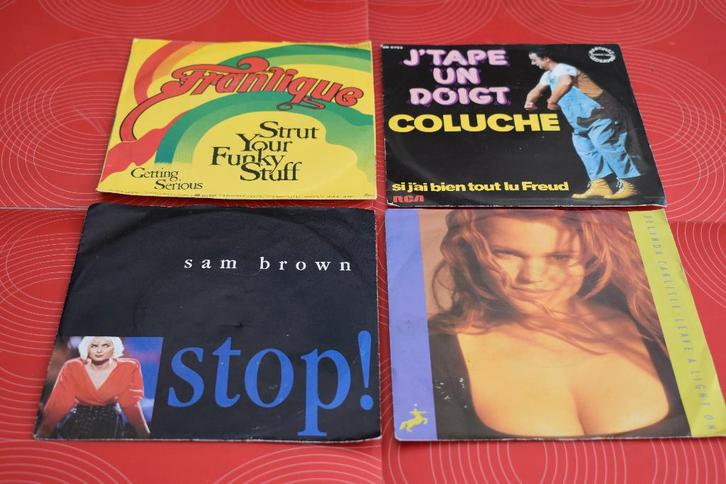 Frantique
Strut
Your
Funky
Stuff
Getting
Serious
J'TAPE
UN
DOIGT
COLUCHE
si j'ai bien tout lu Freud
RCA
sam brown
stop!
BELINDA CARLISLE: LEAVE A LIGHT ON